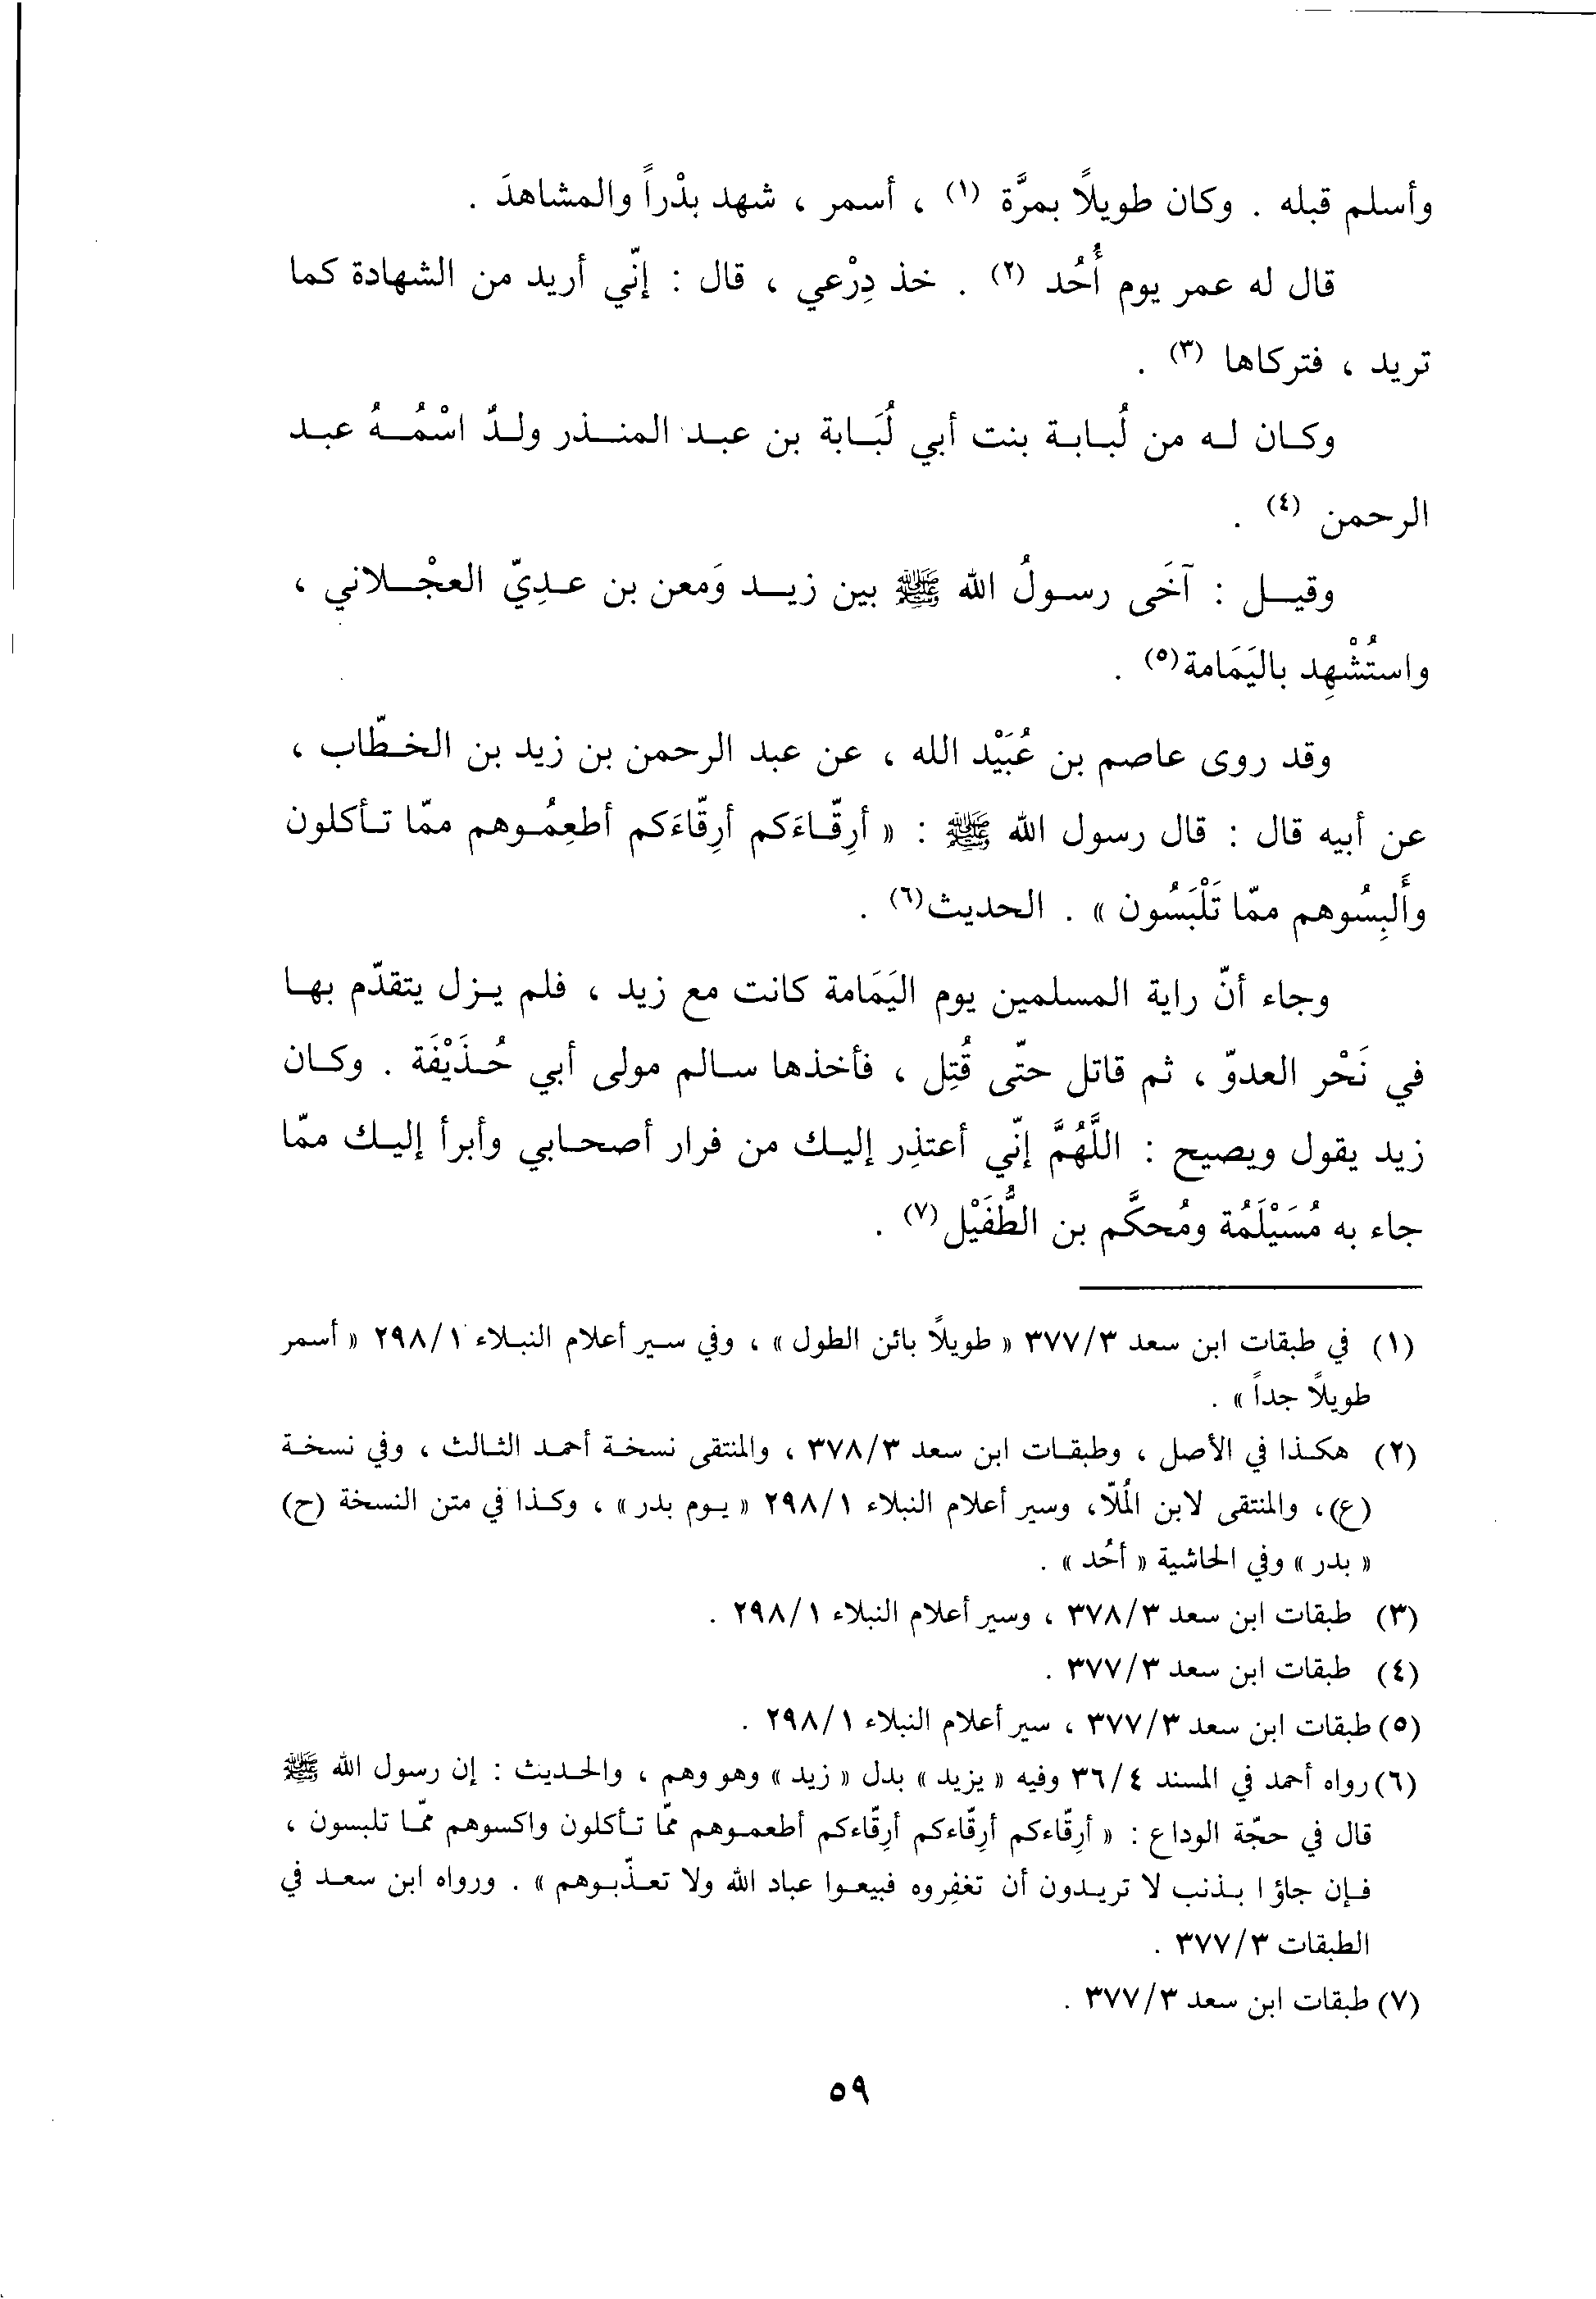 وأسلم قبله . وكان طويلاً بمرَّة (١) ، أسمر ، شهد بدْراً والمشاهدَ .
قال له عمر يوم أُحُد (٢) . خذ دِرْعي ، قال : إنّي أريد من الشهادة كما
تريد ، فتركاها (٣) .
وكان له من لُبابة بنت أبي لُبَابة بن عبد المنذر ولدٌ اسْمُهُ عبد
الرحمن (٤) .
وقيل : آخَى رسولُ الله ﷺ بين زيد وَمعن بن عدِيّ العجْلاني ،
واستُشْهِد باليَمَامة(٥) .
وقد روى عاصم بن عُبَيْد الله ، عن عبد الرحمن بن زيد بن الخطّاب ،
عن أبيه قال : قال رسول الله ﷺ : « أرِقّاءَكم أرِقّاءَكم أطعِمُوهم ممّا تأكلون
وأَلبِسُوهم ممّا تَلْبَسُون » . الحديث(٦) .
وجاء أنّ راية المسلمين يوم اليَمَامة كانت مع زيد ، فلم يزل يتقدّم بها
في نَحْر العدوّ ، ثم قاتل حتّى قُتِل ، فأخذها سالم مولى أبي حُذَيْفَة . وكان
زيد يقول ويصيح : اللَّهُمَّ إنّي أعتذِر إليك من فرار أصحابي وأبرأ إليك ممّا
جاء به مُسَيْلَمُة ومُحكَّم بن الطُّفَيْل(٧) .
(١) في طبقات ابن سعد ٣٧٧/٣ « طويلاً بائن الطول » ، وفي سير أعلام النبلاء ٢٩٨/١ « أسمر
طويلاً جداً » .
(٢) هكذا في الأصل ، وطبقات ابن سعد ٣٧٨/٣ ، والمنتقى نسخة أحمد الثالث ، وفي نسخة
(ع)، والمنتقى لابن المُلّا، وسير أعلام النبلاء ٢٩٨/١ « يوم بدر » ، وكذا في متن النسخة (ح)
« بدر » وفي الحاشية « أحُد » .
(٣) طبقات ابن سعد ٣٧٨/٣ ، وسير أعلام النبلاء ٢٩٨/١ .
(٤) طبقات ابن سعد ٣٧٧/٣ .
(٥) طبقات ابن سعد ٣٧٧/٣ ، سير أعلام النبلاء ٢٩٨/١ .
(٦) رواه أحمد في المسند ٣٦/٤ وفيه « يزيد » بدل « زيد » وهو وهم ، والحديث : إن رسول الله ﷺ
قال في حجّة الوداع : « أرِقّاءكم أرِقّاءكم أرِقّاءكم أطعموهم ممّا تأكلون واكسوهم ممّا تلبسون ،
فإن جاؤا بذنب لا تريدون أن تغفِروه فبيعوا عباد الله ولا تعذّبوهم » . ورواه ابن سعد في
الطبقات ٣٧٧/٣ .
(٧) طبقات ابن سعد ٣٧٧/٣ .
٥٩